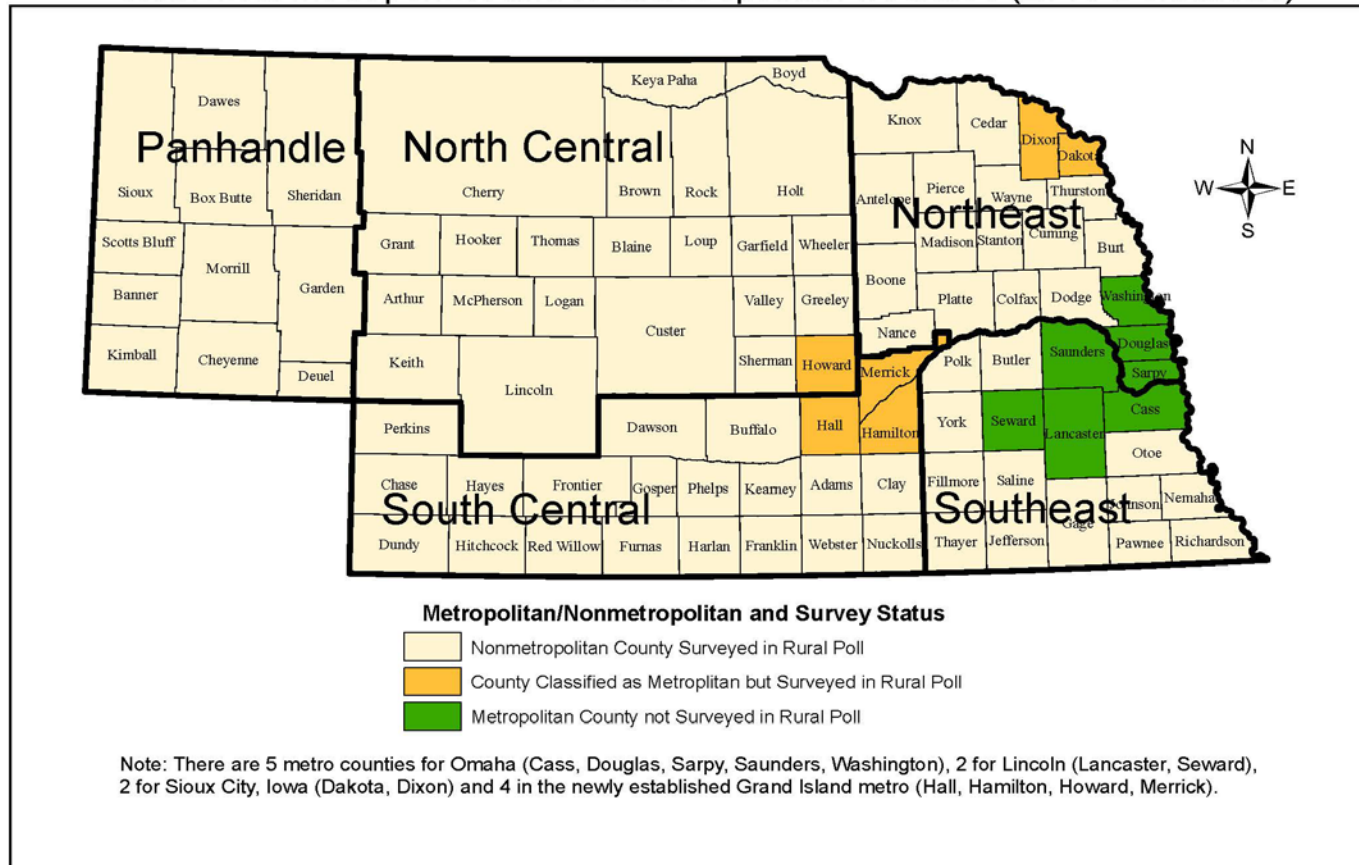 Keya Paha
Boyd
Dawes
Knox
Cedar
Dixon
Dakota
Panhandle
North Central
N
W
E
S
Sioux
Box Butte
Sheridan
Cherry
Brown
Rock
Holt
Antelope
Pierce
Wayne
Thurston
Northeast
Scotts Bluff
Morrill
Garden
Grant
Hooker
Thomas
Blaine
Loup
Garfield
Wheeler
Madison
Stanton
Cuming
Burt
Boone
Banner
Arthur
McPherson
Logan
Custer
Valley
Greeley
Platte
Colfax
Dodge
Washington
Nance
Kimball
Cheyenne
Deuel
Keith
Lincoln
Sherman
Howard
Merrick
Polk
Butler
Saunders
Douglas
Sarpy
Perkins
Dawson
Buffalo
Hall
Hamilton
York
Seward
Lancaster
Cass
Otoe
Chase
Hayes
Frontier
Gosper
Phelps
Kearney
Adams
Clay
Fillmore
Saline
Johnson
Nemaha
South Central
Southeast
Gage
Dundy
Hitchcock
Red Willow
Furnas
Harlan
Franklin
Webster
Nuckolls
Thayer
Jefferson
Pawnee
Richardson
Metropolitan/Nonmetropolitan and Survey Status
Nonmetropolitan County Surveyed in Rural Poll
County Classified as Metroplitan but Surveyed in Rural Poll
Metropolitan County not Surveyed in Rural Poll
Note: There are 5 metro counties for Omaha (Cass, Douglas, Sarpy, Saunders, Washington), 2 for Lincoln (Lancaster, Seward),
2 for Sioux City, Iowa (Dakota, Dixon) and 4 in the newly established Grand Island metro (Hall, Hamilton, Howard, Merrick).